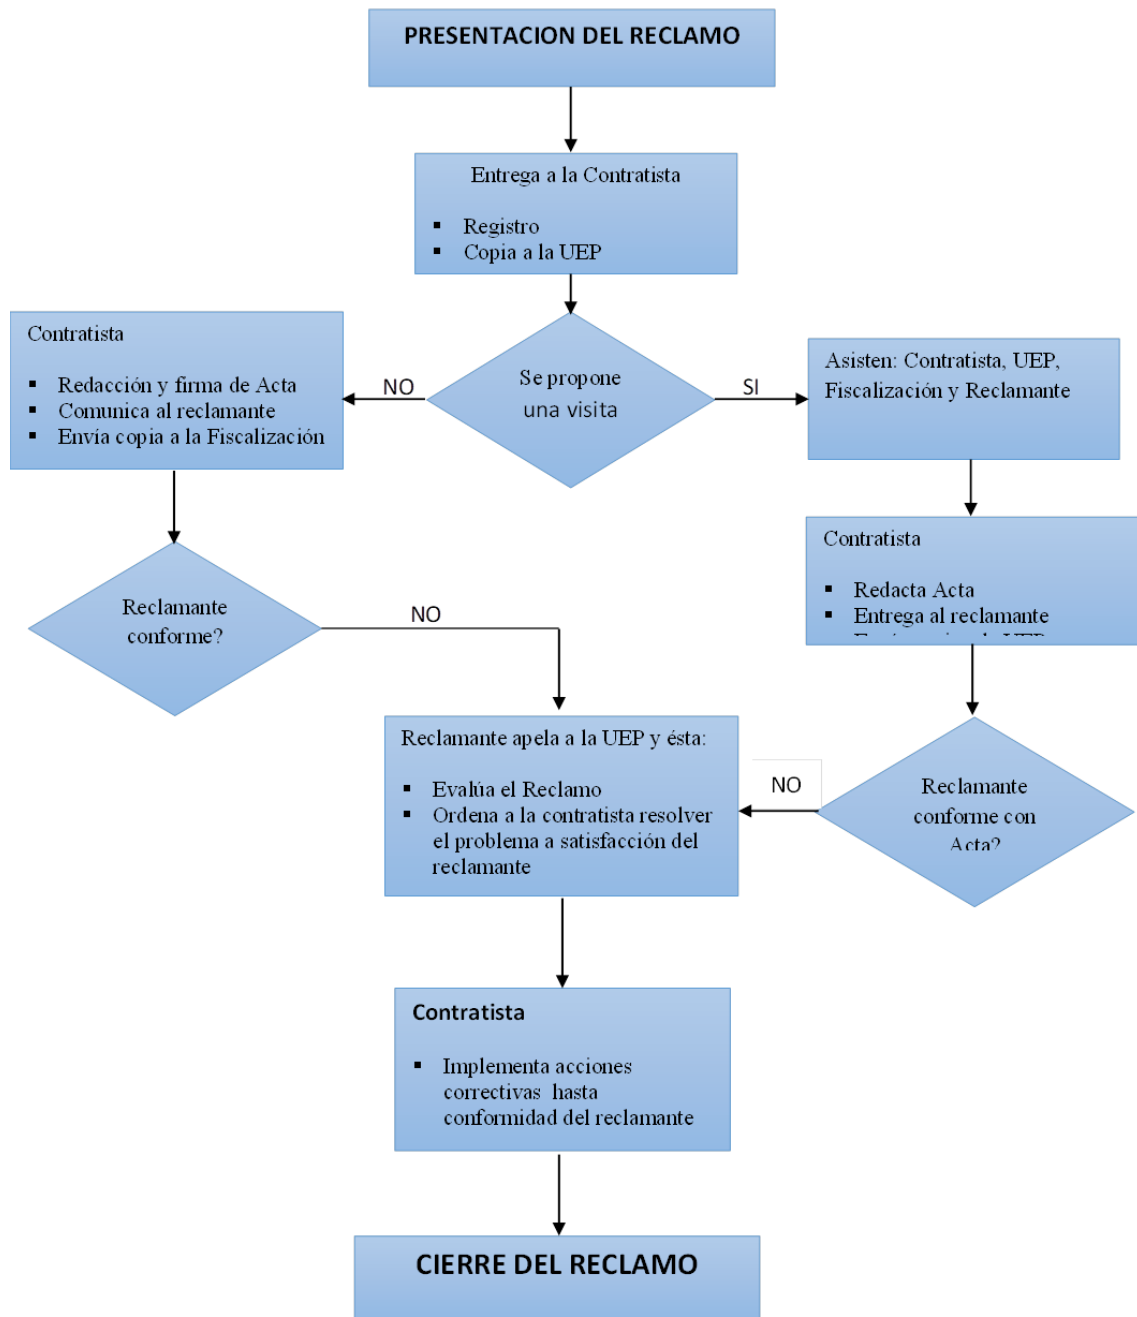 PRESENTACION DEL RECLAMO
Entrega a la Contratista
▪ Registro
▪ Copia a la UEP
Se propone
una visita
NO
SI
Contratista
▪ Redacción y firma de Acta
▪ Comunica al reclamante
▪ Envía copia a la Fiscalización
Asisten: Contratista, UEP,
Fiscalización y Reclamante
Contratista
▪ Redacta Acta
▪ Entrega al reclamante
Reclamante
conforme?
NO
Reclamante apela a la UEP y ésta:
▪ Evalúa el Reclamo
▪ Ordena a la contratista resolver
el problema a satisfacción del
reclamante
NO
Reclamante
conforme con
Acta?
Contratista
▪ Implementa acciones
correctivas hasta
conformidad del reclamante
CIERRE DEL RECLAMO